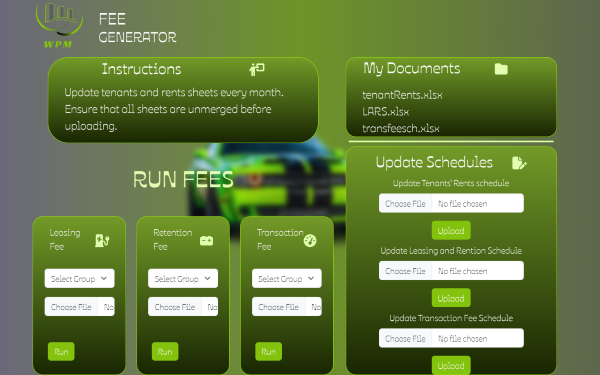 WPM
FEE
GENERATOR
Instructions
Update tenants and rents sheets every month.
Ensure that all sheets are unmerged before
uploading.
My Documents
tenantRents.xlsx
LARS.xlsx
transfeesch.xlsx
RUN FEES
Leasing
Fee
Select Group
Choose File No
Run
Retention
Fee
Select Group
Choose File No
Run
Transaction
Fee
Select Group
Choose File No
Run
Update Schedules
Update Tenants' Rents schedule
Choose File No file chosen
Upload
Update Leasing and Rention Schedule
Choose File No file chosen
Upload
Update Transaction Fee Schedule
Choose File No file chosen
Upload